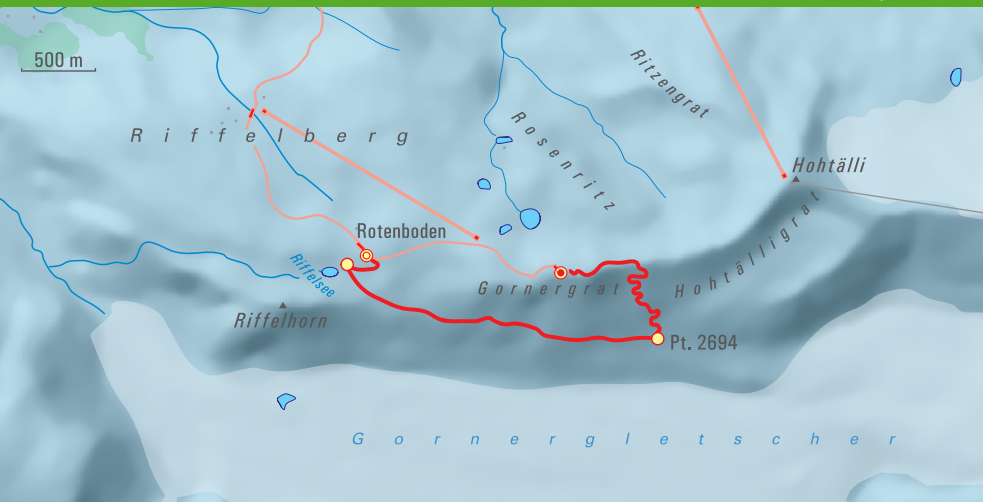 500 m
Ritzengrat
Rosenritz
Riffelberg
Hohtälli
Hohtälligrat
Rotenboden
Riffelsee
Gornergrat
Riffelhorn
Pt. 2694
Gornergletscher